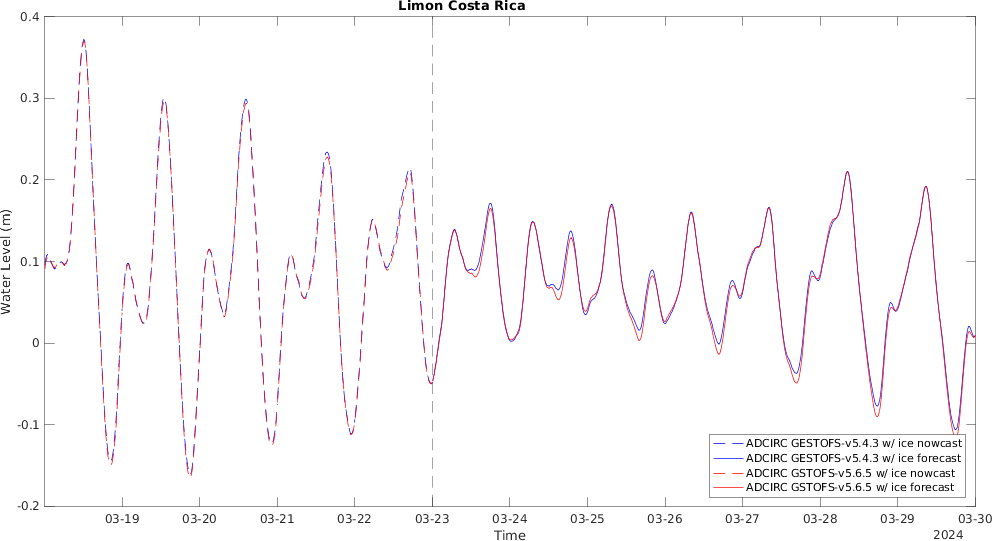 Limon Costa Rica
0.4
0.3
0.2
0.1
0
-0.1
-0.2
Water Level (m)
ADCIRC GESTOFS-v5.4.3 w/ ice nowcast
ADCIRC GESTOFS-v5.4.3 w/ ice forecast
ADCIRC GSTOFS-v5.6.5 w/ ice nowcast
ADCIRC GSTOFS-v5.6.5 w/ ice forecast
03-19 03-20 03-21 03-22 03-23 03-24 03-25 03-26 03-27 03-28 03-29 03-30
Time
2024